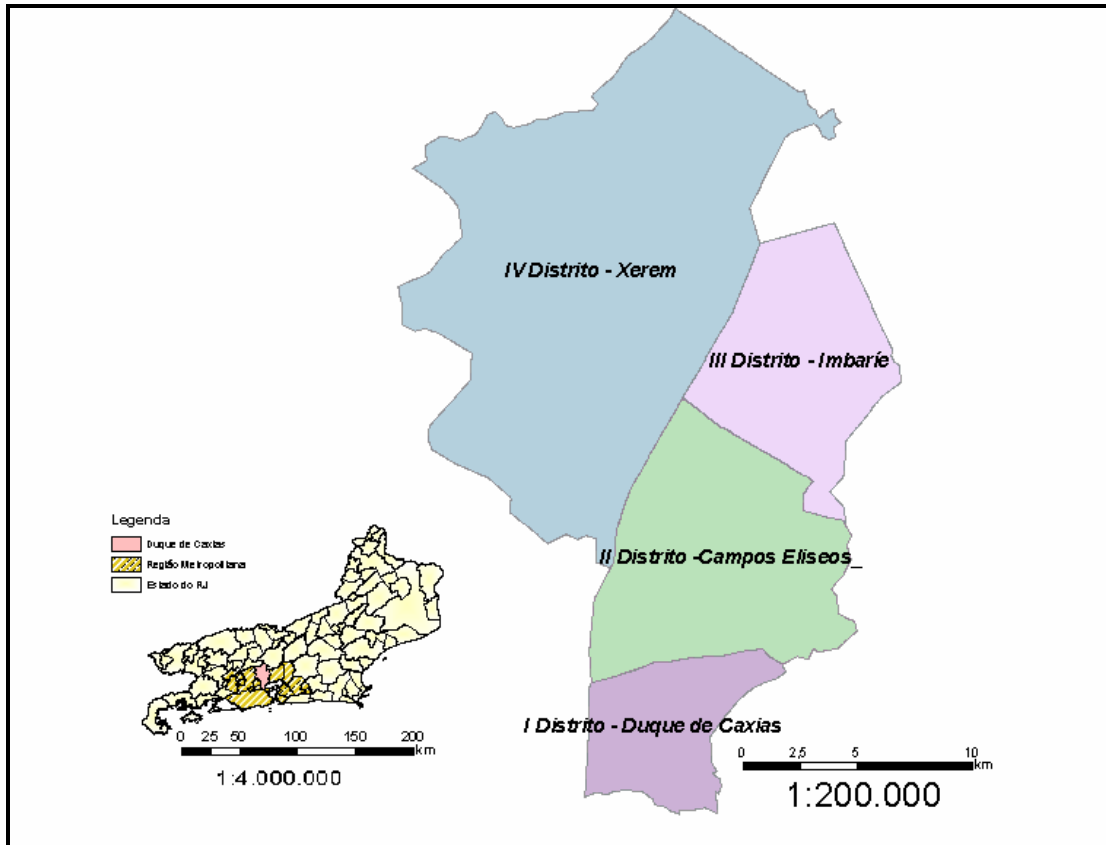 IV Distrito - Xerem
III Distrito - Imbaríe
II Distrito -Campos Eliseos_
I Distrito - Duque de Caxias
Legenda
Duque de Caxias
Região Metropolitana
Estado do RJ
0 25 50 100 150 200
km
1:4.000.000
0 2,5 5 10
km
1:200.000